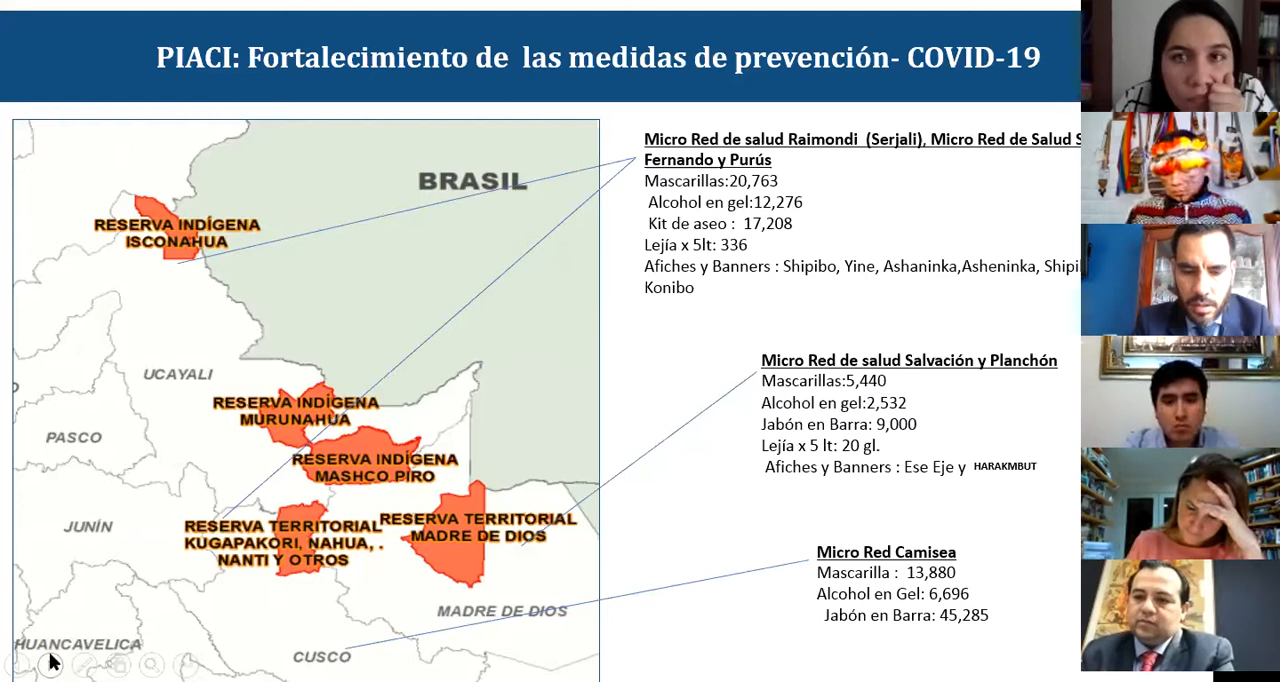 PIACI: Fortalecimiento de  las medidas de prevención- COVID-19
BRASIL
RESERVA INDÍGENA
ISCONAHUA
UCAYALI
RESERVA INDÍGENA
MURUNAHUA
PASCO
RESERVA INDÍGENA
MASHCO PIRO
JUNÍN
RESERVA TERRITORIAL
KUGAPAKORI, NAHUA, .
NANTI Y OTROS
RESERVA TERRITORIAL
MADRE DE DIOS
MADRE DE DIOS
HUANCAVELICA
CUSCO
Micro Red de salud Raimondi  (Serjali), Micro Red de Salud S
Fernando y Purús
Mascarillas:20,763
Alcohol en gel:12,276
Kit de aseo :  17,208
Lejía x 5lt: 336
Afiches y Banners : Shipibo, Yine, Ashaninka,Asheninka,
Konibo
Micro Red de salud Salvación y Planchón
Mascarillas:5,440
Alcohol en gel:2,532
Jabón en Barra: 9,000
Lejía x 5 lt: 20 gl.
Afiches y Banners : Ese Eje y  HARAKMBUT
Micro Red Camisea
Mascarilla :  13,880
Alcohol en Gel: 6,696
Jabón en Barra: 45,285